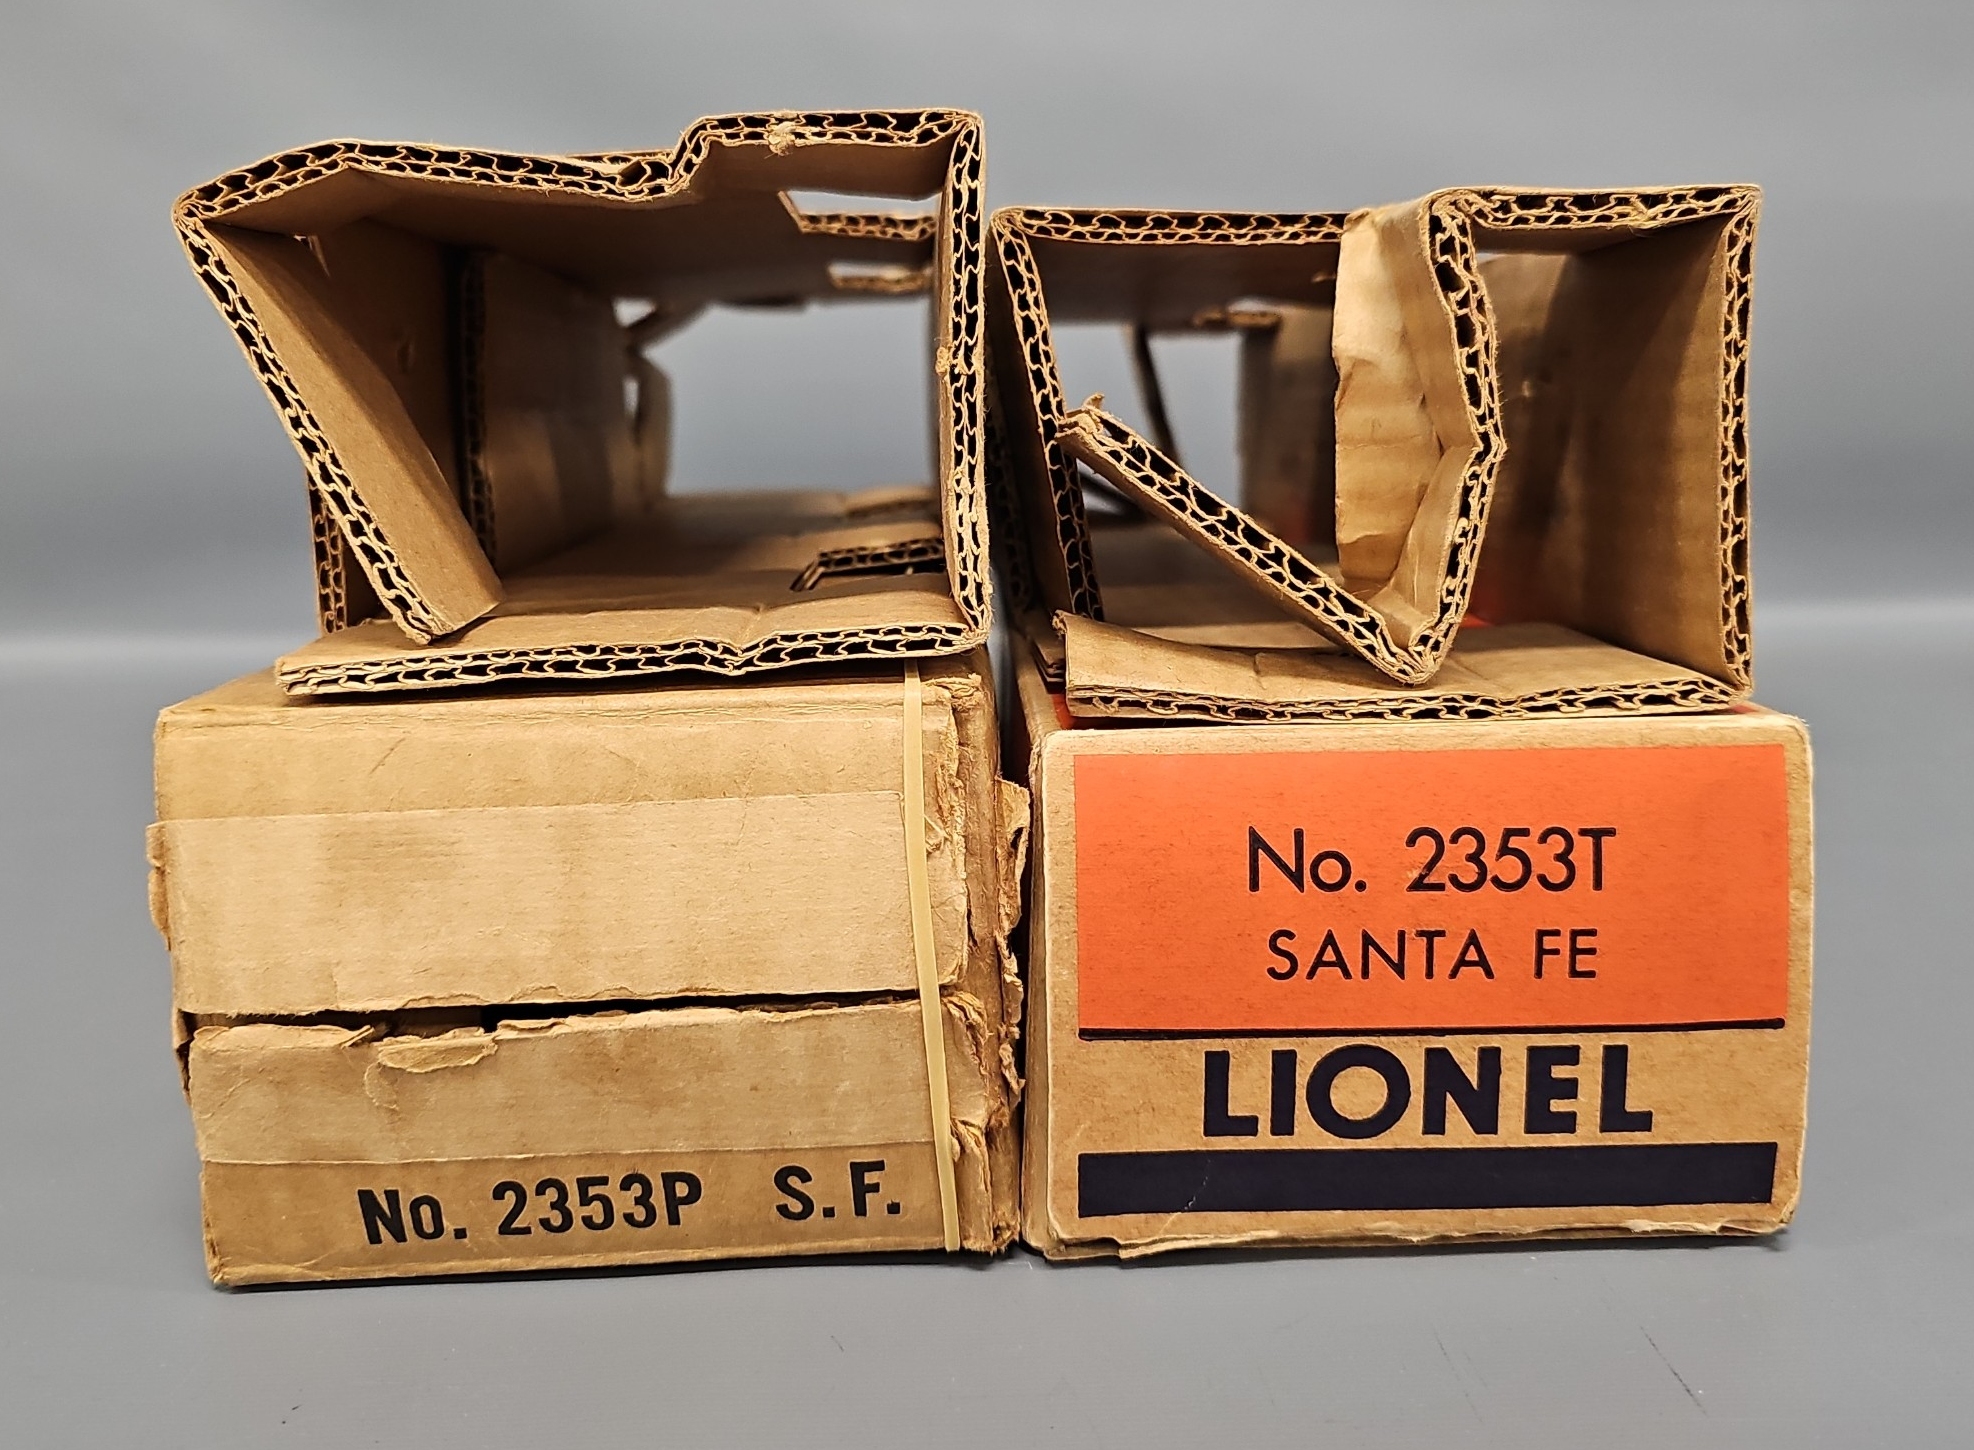 No. 2353P S.F.
No. 2353T
SANTA FE
LIONEL